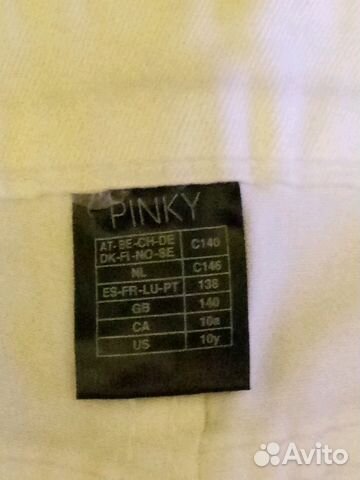 PINKY
AT-BE-CH-DE
DK-FI-NO-SE C140
NL C146
ES-FR-LU-PT 138
GB 140
CA 10a
US 10y
Avito